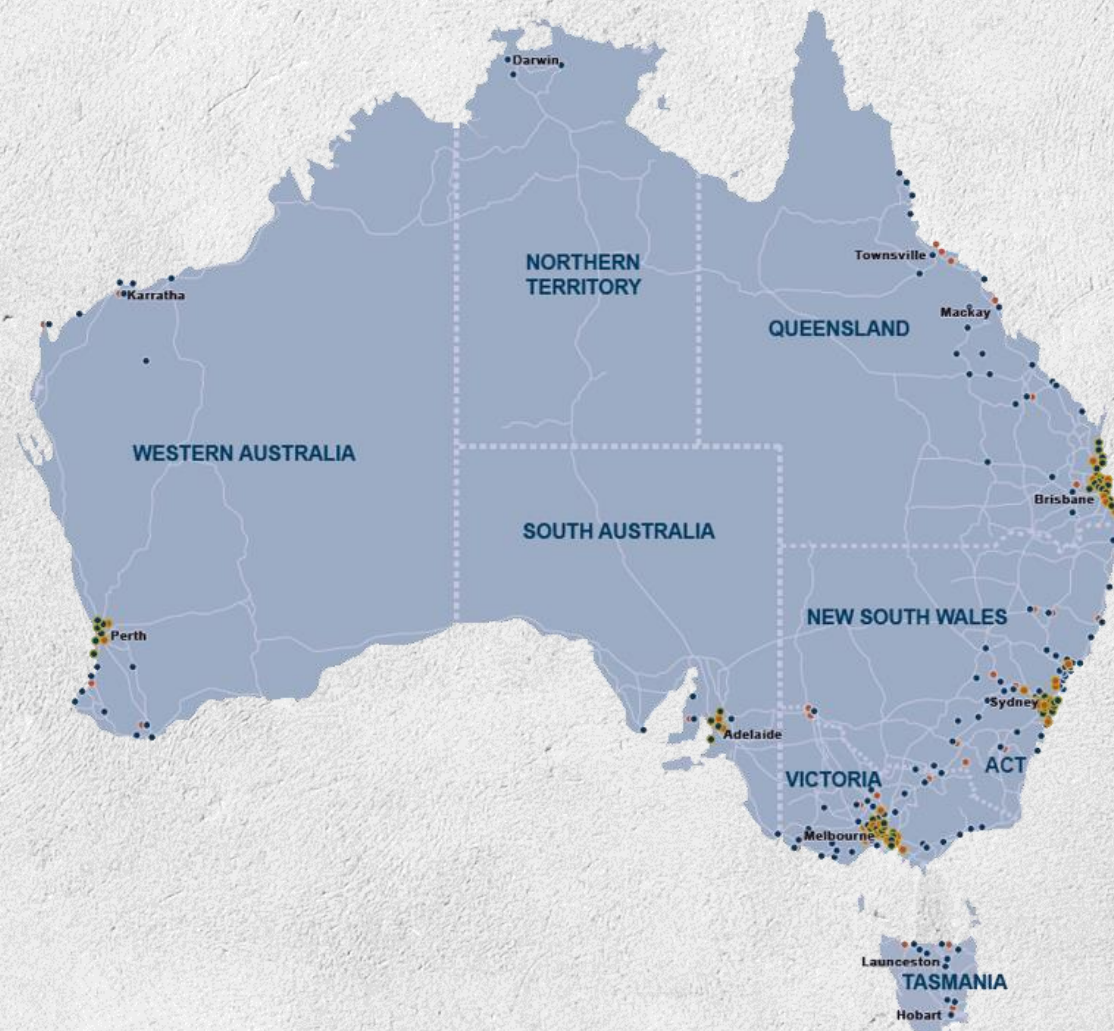 Darwin
NORTHERN
TERRITORY
Townsville
Karratha
Mackay
QUEENSLAND
WESTERN AUSTRALIA
Brisbane
SOUTH AUSTRALIA
NEW SOUTH WALES
Perth
Sydney
Adelaide
ACT
VICTORIA
Melbourne
Launceston
TASMANIA
Hobart